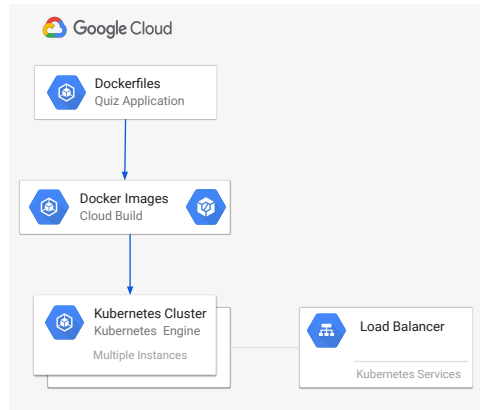 Google Cloud
Dockerfiles
Quiz Application
Docker Images
Cloud Build
Kubernetes Cluster
Kubernetes Engine
Multiple Instances
Load Balancer
Kubernetes Services